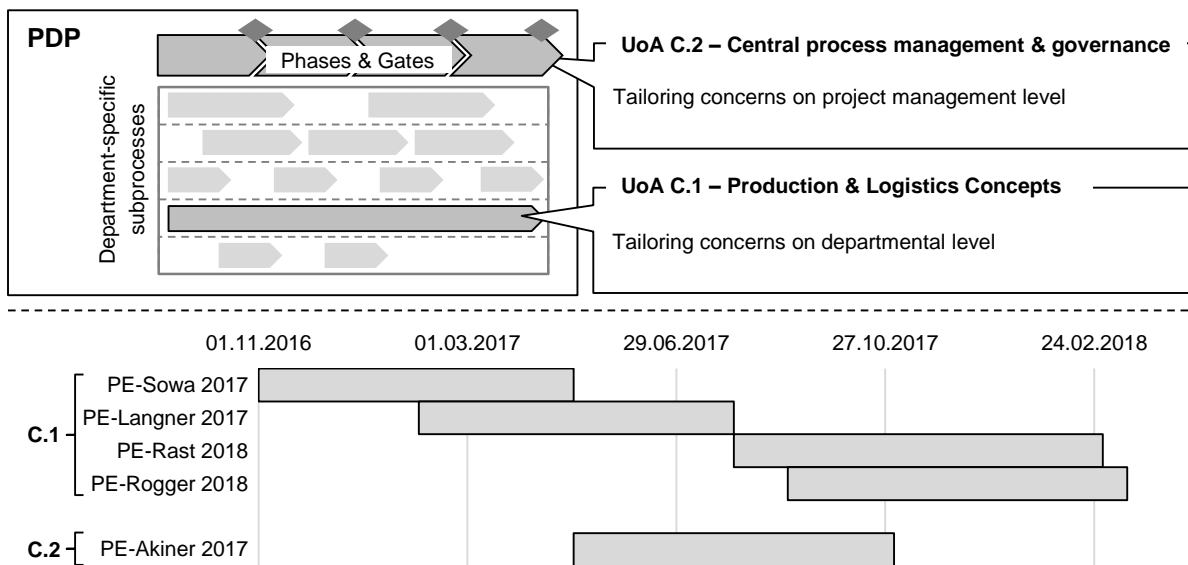 PDP
Phases & Gates
Department-specific
subprocesses
UoA C.2 – Central process management & governance
Tailoring concerns on project management level
UoA C.1 – Production & Logistics Concepts
Tailoring concerns on departmental level
01.11.2016 01.03.2017 29.06.2017 27.10.2017 24.02.2018
C.1
PE-Sowa 2017
PE-Langner 2017
PE-Rast 2018
PE-Rogger 2018
C.2
PE-Akiner 2017